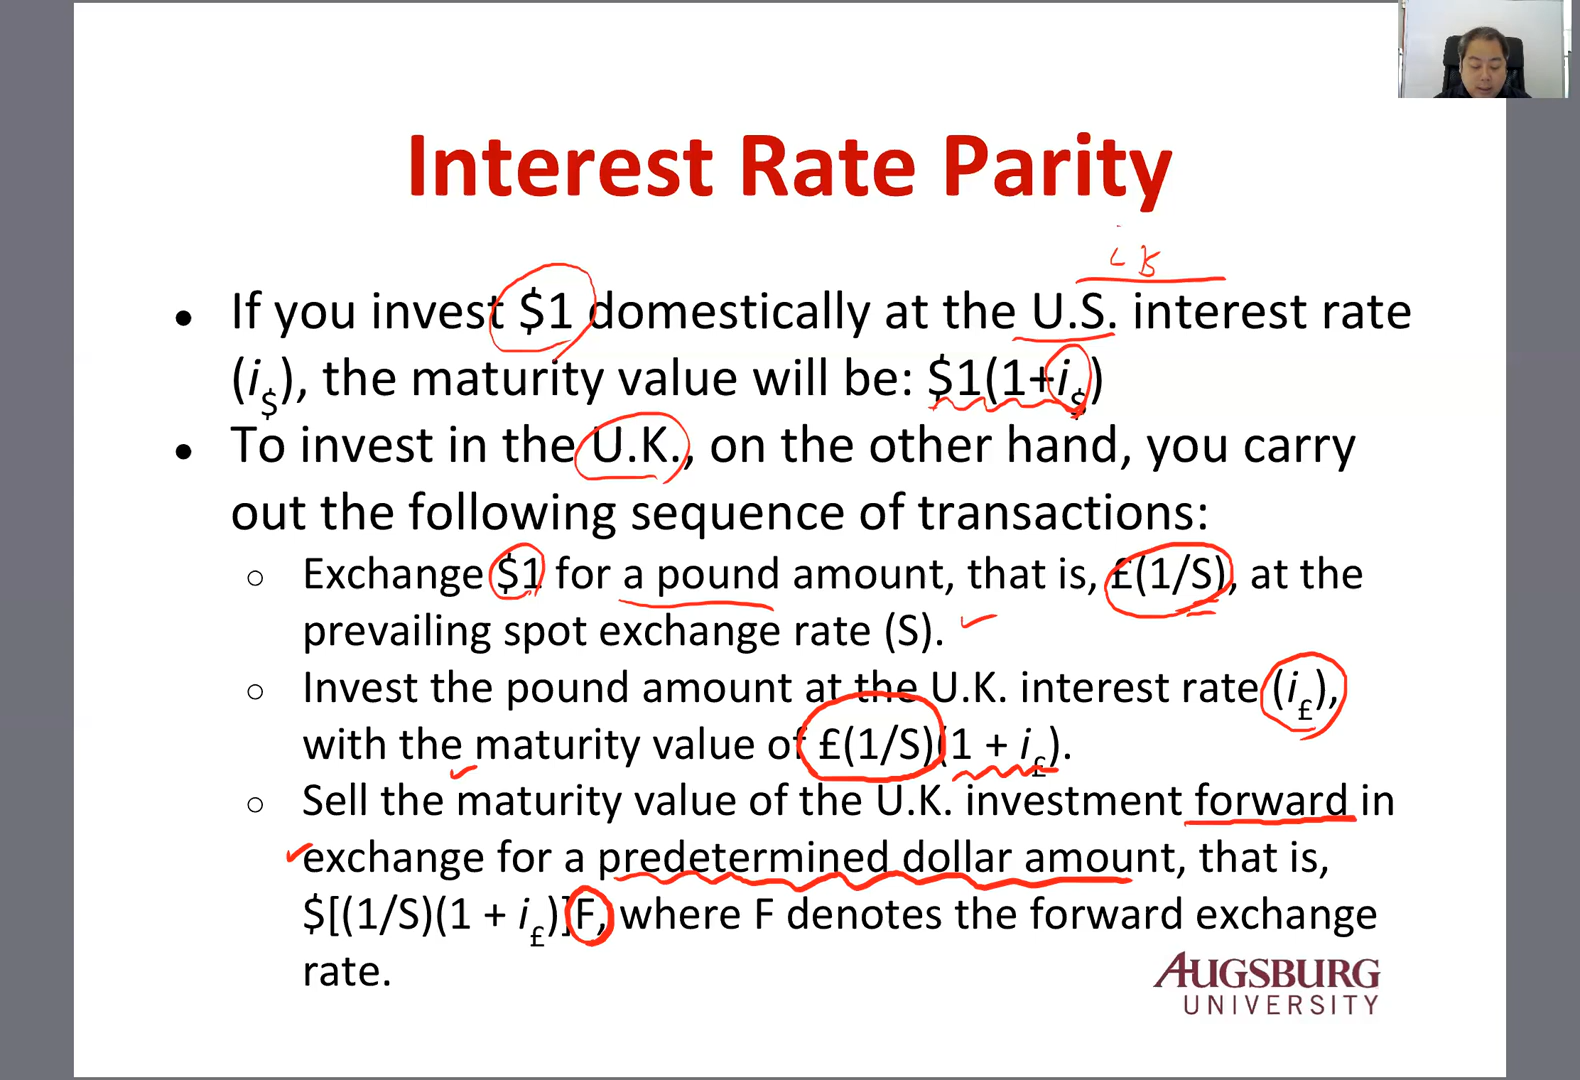 Interest Rate Parity
i $
● If you invest $1 domestically at the U.S. interest rate
(i$), the maturity value will be: $1(1+i$)
● To invest in the U.K., on the other hand, you carry
out the following sequence of transactions:
○ Exchange $1 for a pound amount, that is, £(1/S), at the
prevailing spot exchange rate (S).
○ Invest the pound amount at the U.K. interest rate (i£),
with the maturity value of £(1/S)(1 + i£).
○ Sell the maturity value of the U.K. investment forward in
exchange for a predetermined dollar amount, that is,
$[(1/S)(1 + i£)]F, where F denotes the forward exchange
rate.
AUGSBURG
UNIVERSITY